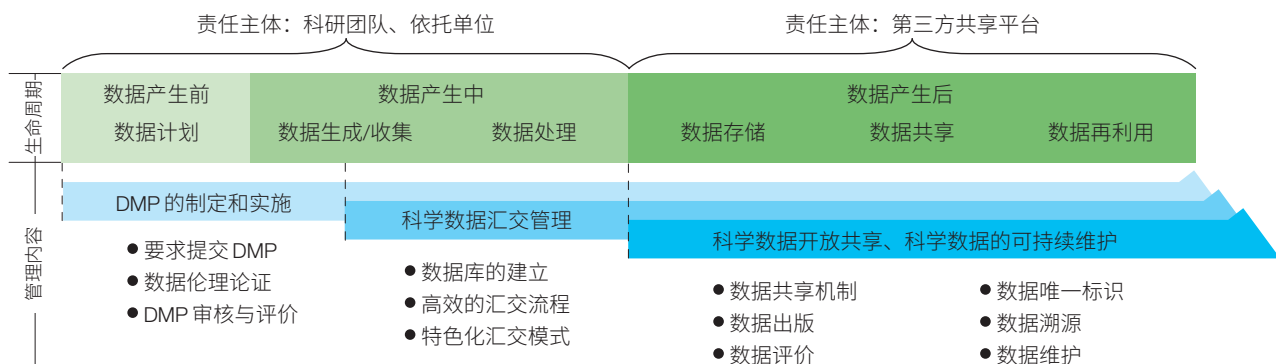 责任主体：科研团队、依托单位
责任主体：第三方共享平台
生命周期
数据产生前
数据产生中
数据产生后
数据计划
数据生成/收集
数据处理
数据存储
数据共享
数据再利用
管理内容
DMP的制定和实施
科学数据汇交管理
科学数据开放共享、科学数据的可持续维护
●要求提交DMP
●数据伦理论证
●DMP审核与评价
●数据库的建立
●高效的汇交流程
●特色化汇交模式
●数据共享机制
●数据出版
●数据评价
●数据唯一标识
●数据溯源
●数据维护